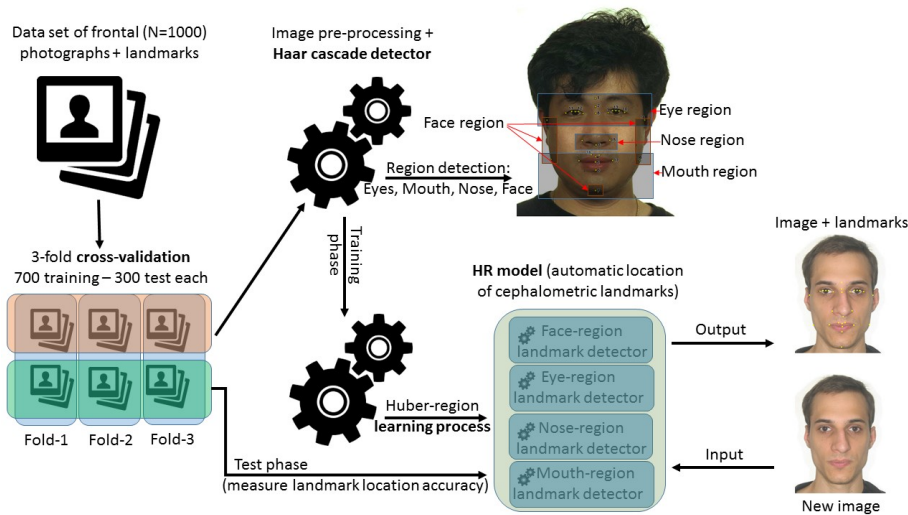 Data set of frontal (N=1000)
photographs + landmarks
Image pre-processing +
Haar cascade detector
Face region
Eye region
Nose region
Mouth region
Region detection:
Eyes, Mouth, Nose, Face
3-fold cross-validation
700 training – 300 test each
Fold-1
Fold-2
Fold-3
Training
phase
Huber-region
learning process
Test phase
(measure landmark location accuracy)
HR model (automatic location
of cephalometric landmarks)
Face-region
landmark detector
Eye-region
landmark detector
Nose-region
landmark detector
Mouth-region
landmark detector
Image + landmarks
Output
Input
New image